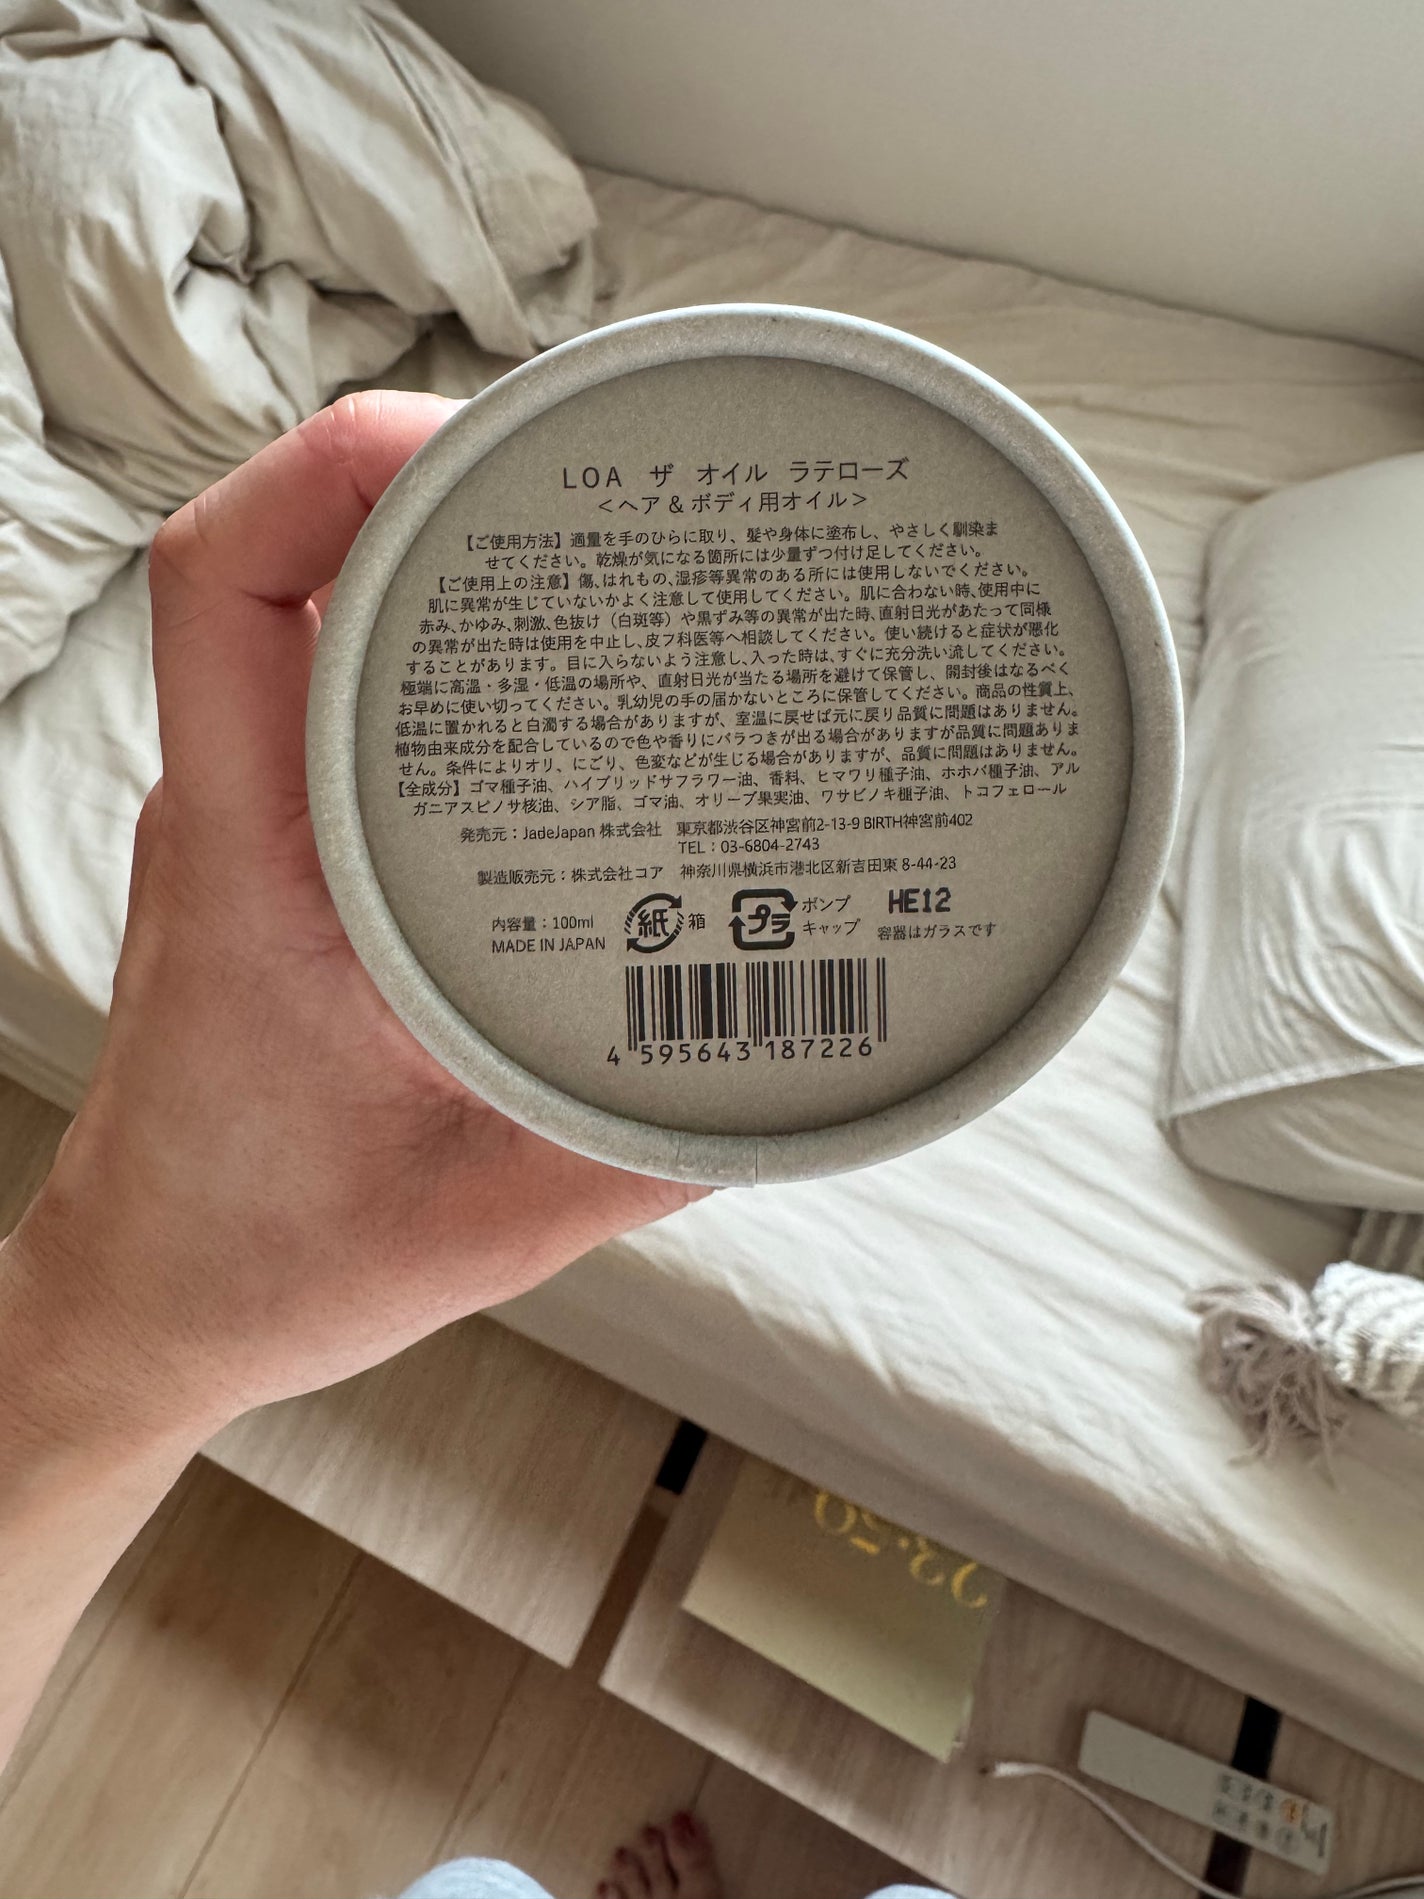 LOA ザ オイル ラテローズ
＜ヘア＆ボディ用オイル＞
【ご使用方法】適量を手のひらに取り、髪や身体に塗布し、やさしく馴染ま
せてください。乾燥が気になる箇所には少量ずつ付け足してください。
【ご使用上の注意】傷、はれもの、湿疹等異常のある所には使用しないでください。
肌に異常が生じていないかよく注意して使用してください。肌に合わない時、使用中に
赤み、かゆみ、刺激、色抜け（白斑等）や黒ずみ等の異常が出た時、直射日光があたって同様
の異常が出た時は使用を中止し、皮フ科医等へ相談してください。使い続けると症状が悪化
することがあります。目に入らないよう注意し、入った時は、すぐに充分洗い流してください。
極端に高温・多湿・低温の場所や、直射日光が当たる場所を避けて保管し、開封後はなるべく
お早めに使い切ってください。乳幼児の手の届かないところに保管してください。商品の性質上、
低温に置かれると白濁する場合がありますが、室温に戻せば元に戻り品質に問題はありません。
植物由来成分を配合しているので色や香りにバラつきが出る場合がありますが品質に問題ありま
せん。条件によりオリ、にごり、色変などが生じる場合がありますが、品質に問題はありません。
【全成分】ゴマ種子油、ハイブリッドサフラワー油、香料、ヒマワリ種子油、ホホバ種子油、アル
ガニアスピノサ核油、シア脂、ゴマ油、オリーブ果実油、ワサビノキ種子油、トコフェロール
発売元：JadeJapan 株式会社 東京都渋谷区神宮前2-13-9 BIRTH神宮前402
TEL：03-6804-2743
製造販売元：株式会社コア 神奈川県横浜市港北区新吉田東 8-44-23
内容量：100ml 紙 箱 プラ ポンプ HE12
MADE IN JAPAN キャップ 容器はガラスです
4 595643 187226